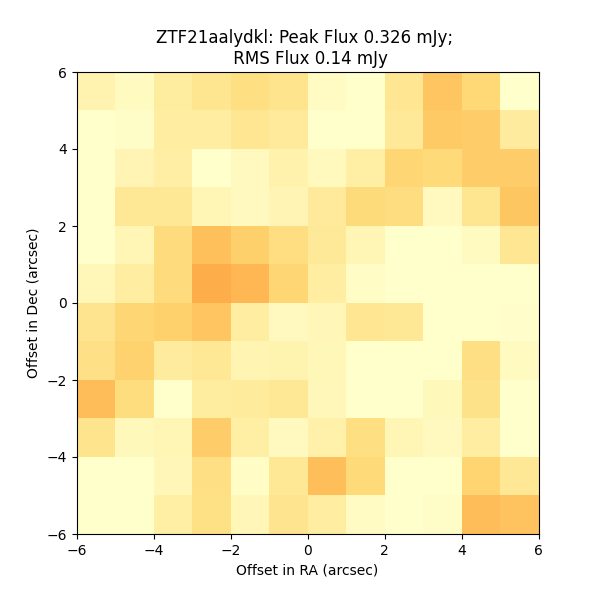 ZTF21aalydkl: Peak Flux 0.326 mJy;
RMS Flux 0.14 mJy
6
4
2
0
−2
−4
−6
Offset in Dec (arcsec)
−6 −4 −2 0 2 4 6
Offset in RA (arcsec)